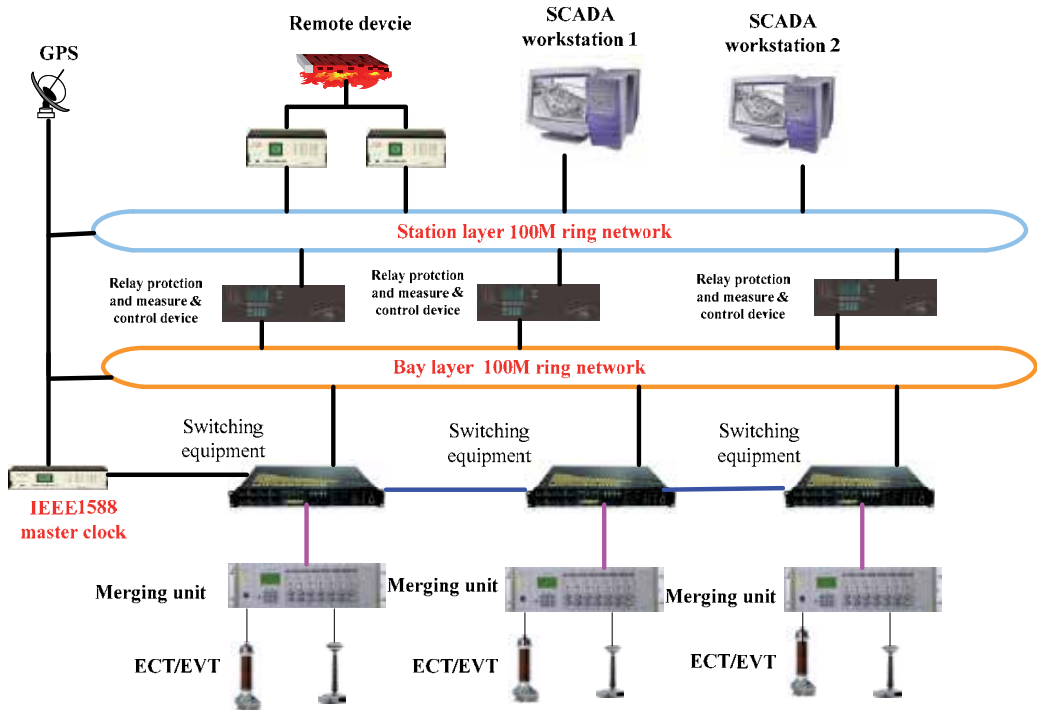 Remote devcie
SCADA
workstation 1
SCADA
workstation 2
GPS
Station layer 100M ring network
Relay protction
and measure &
control device
Relay protction
and measure &
control device
Relay protction
and measure &
control device
Bay layer 100M ring network
Switching
equipment
Switching
equipment
Switching
equipment
IEEE1588
master clock
Merging unit
Merging unit
Merging unit
ECT/EVT
ECT/EVT
ECT/EVT